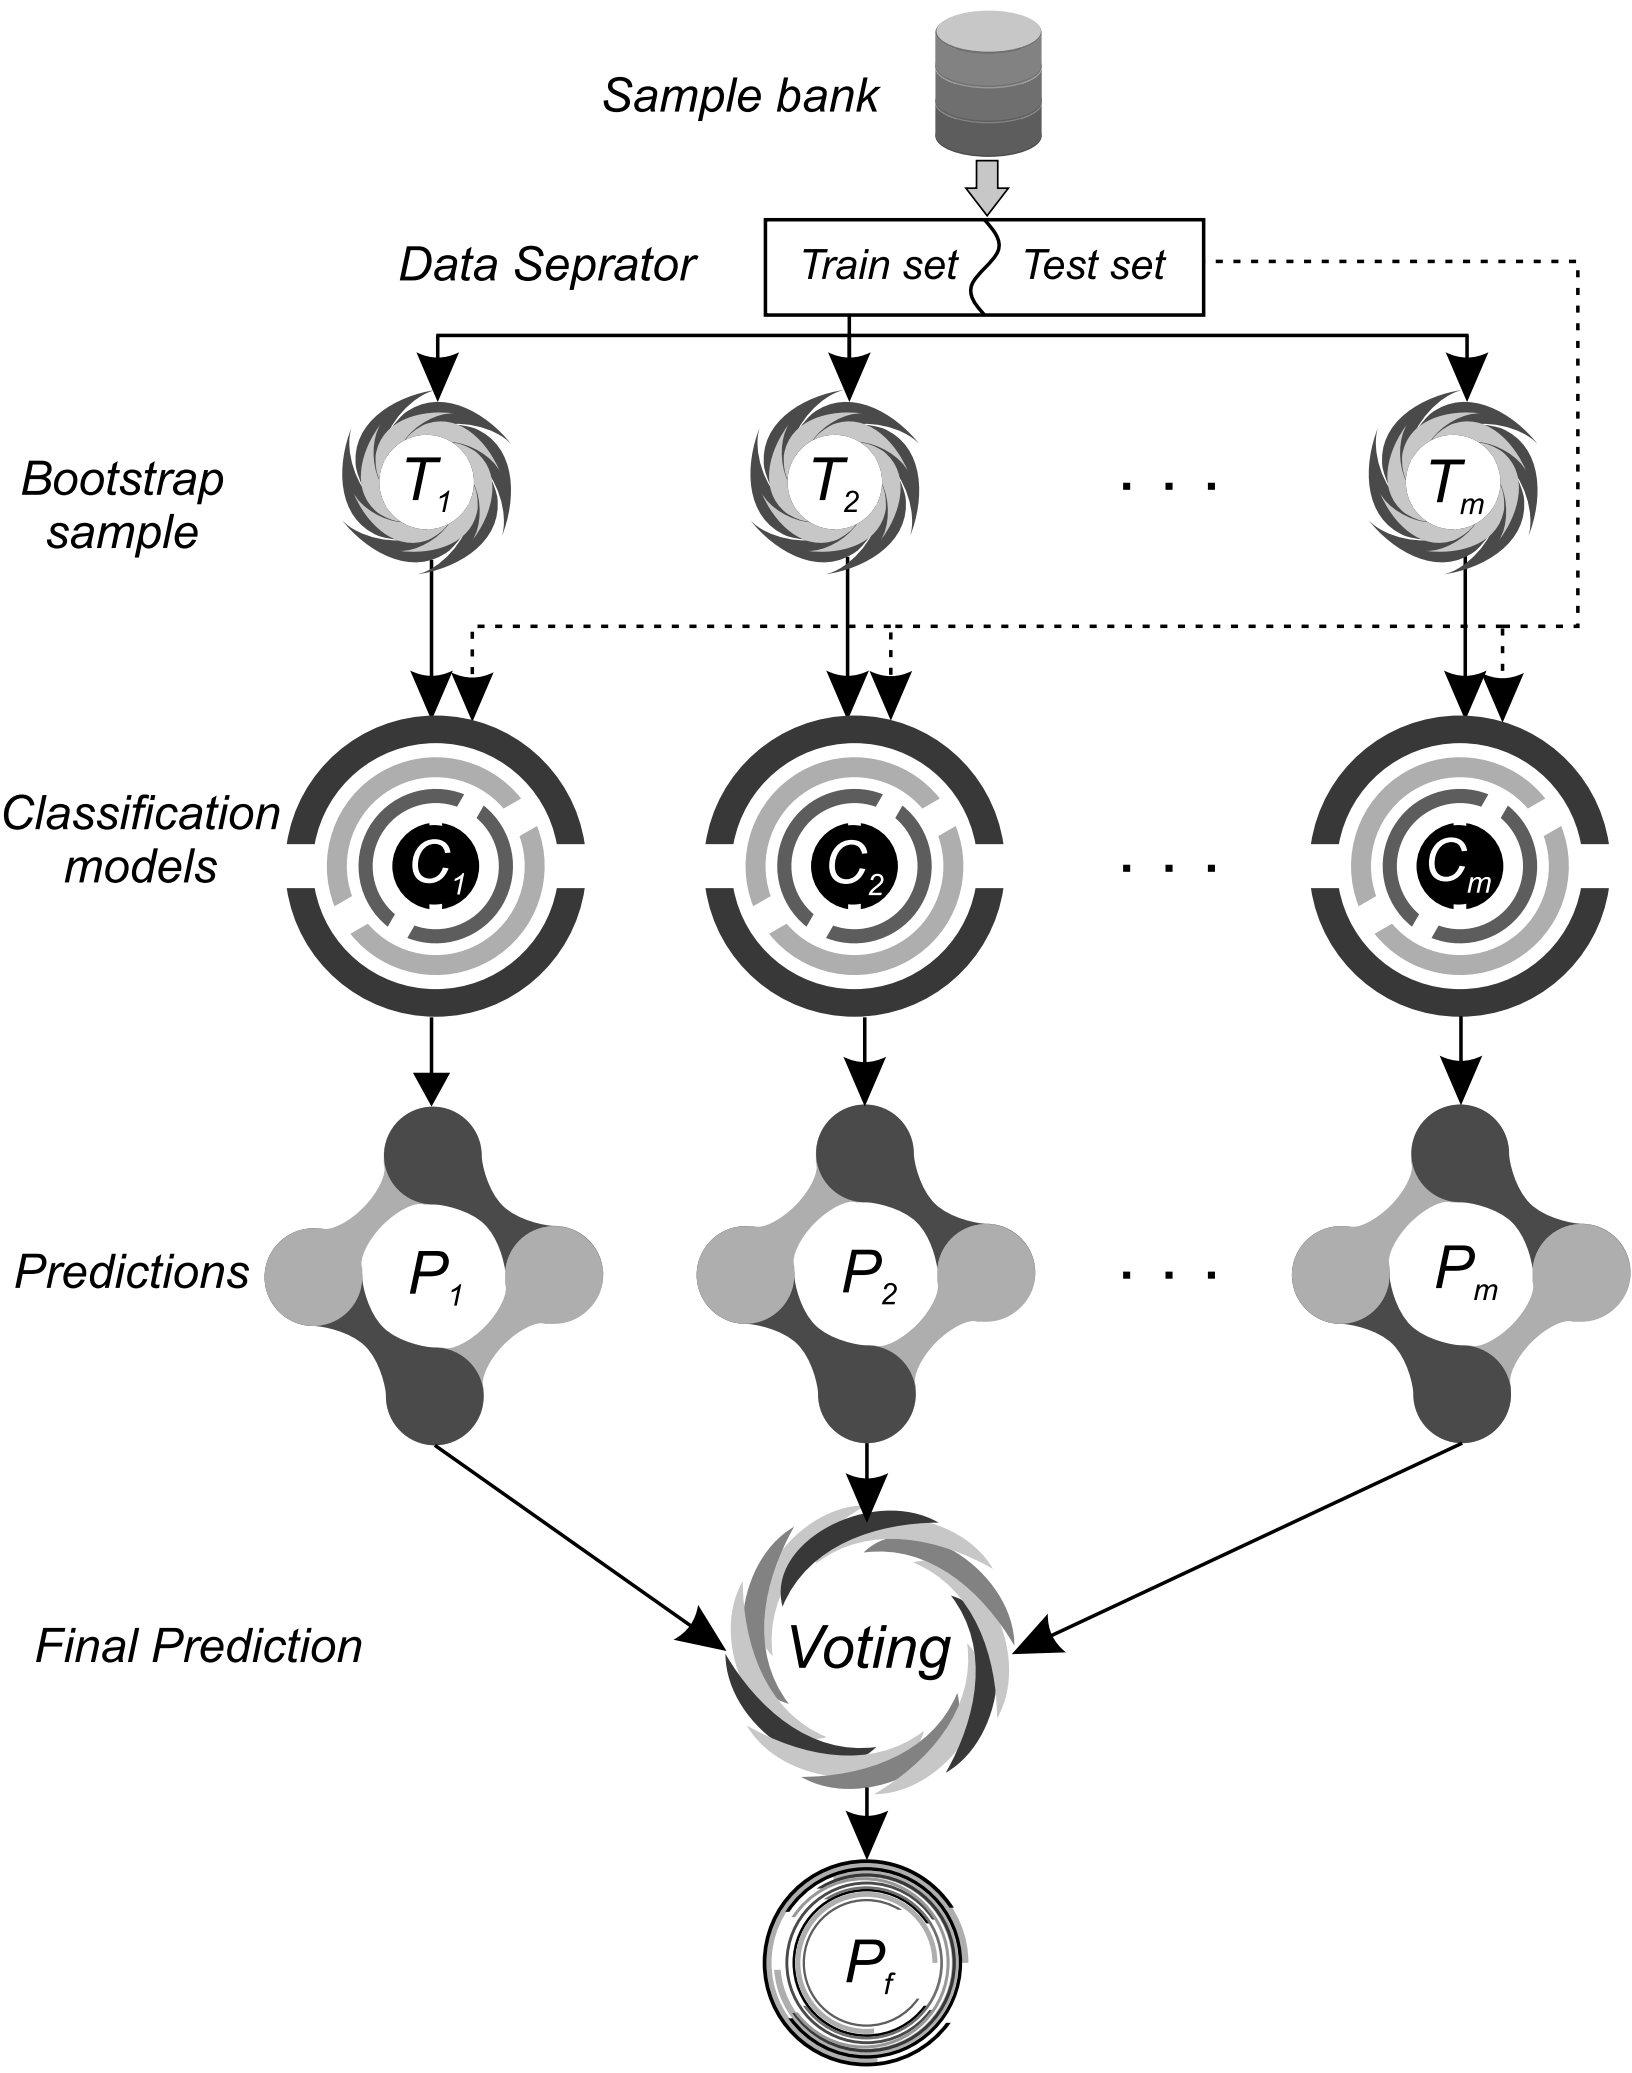 Sample bank
Data Seprator
Train set
Test set
Bootstrap
sample
T1
T2
. . .
Tm
Classification
models
C1
C2
. . .
Cm
Predictions
P1
P2
. . .
Pm
Final Prediction
Voting
Pf